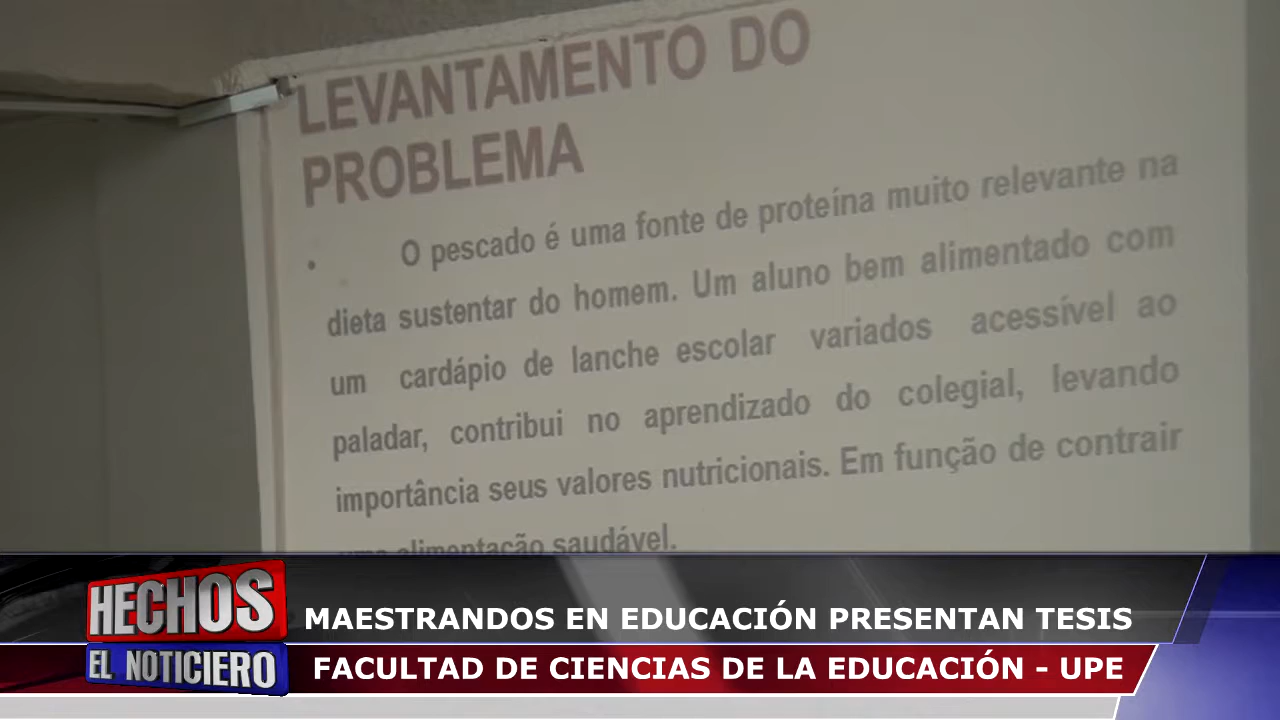 LEVANTAMENTO DO
PROBLEMA
• O pescado é uma fonte de proteína muito relevante na
dieta sustentar do homem. Um aluno bem alimentado com
um cardápio de lanche escolar variados acessível ao
paladar, contribui no aprendizado do colegial, levando
importância seus valores nutricionais. Em função de contrair
uma alimentação saudável.
HECHOS
EL NOTICIERO
MAESTRANDOS EN EDUCACIÓN PRESENTAN TESIS
FACULTAD DE CIENCIAS DE LA EDUCACIÓN - UPE